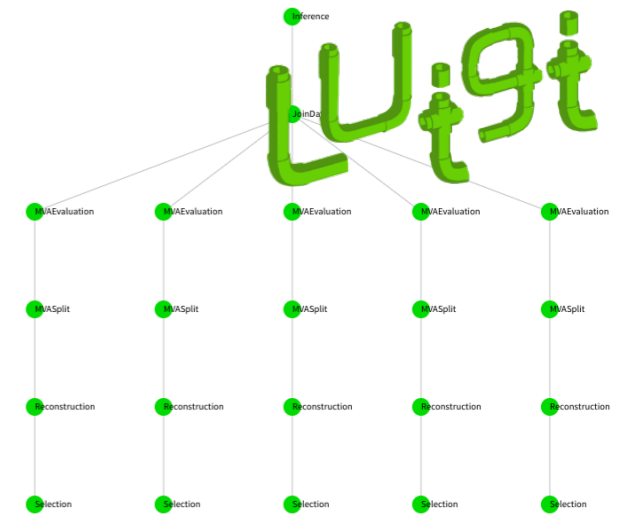 Inference
Luigi
JoinDa
MVAEvaluation MVAEvaluation MVAEvaluation MVAEvaluation MVAEvaluation
MVASplit MVASplit MVASplit MVASplit MVASplit
Reconstruction Reconstruction Reconstruction Reconstruction Reconstruction
Selection Selection Selection Selection Selection